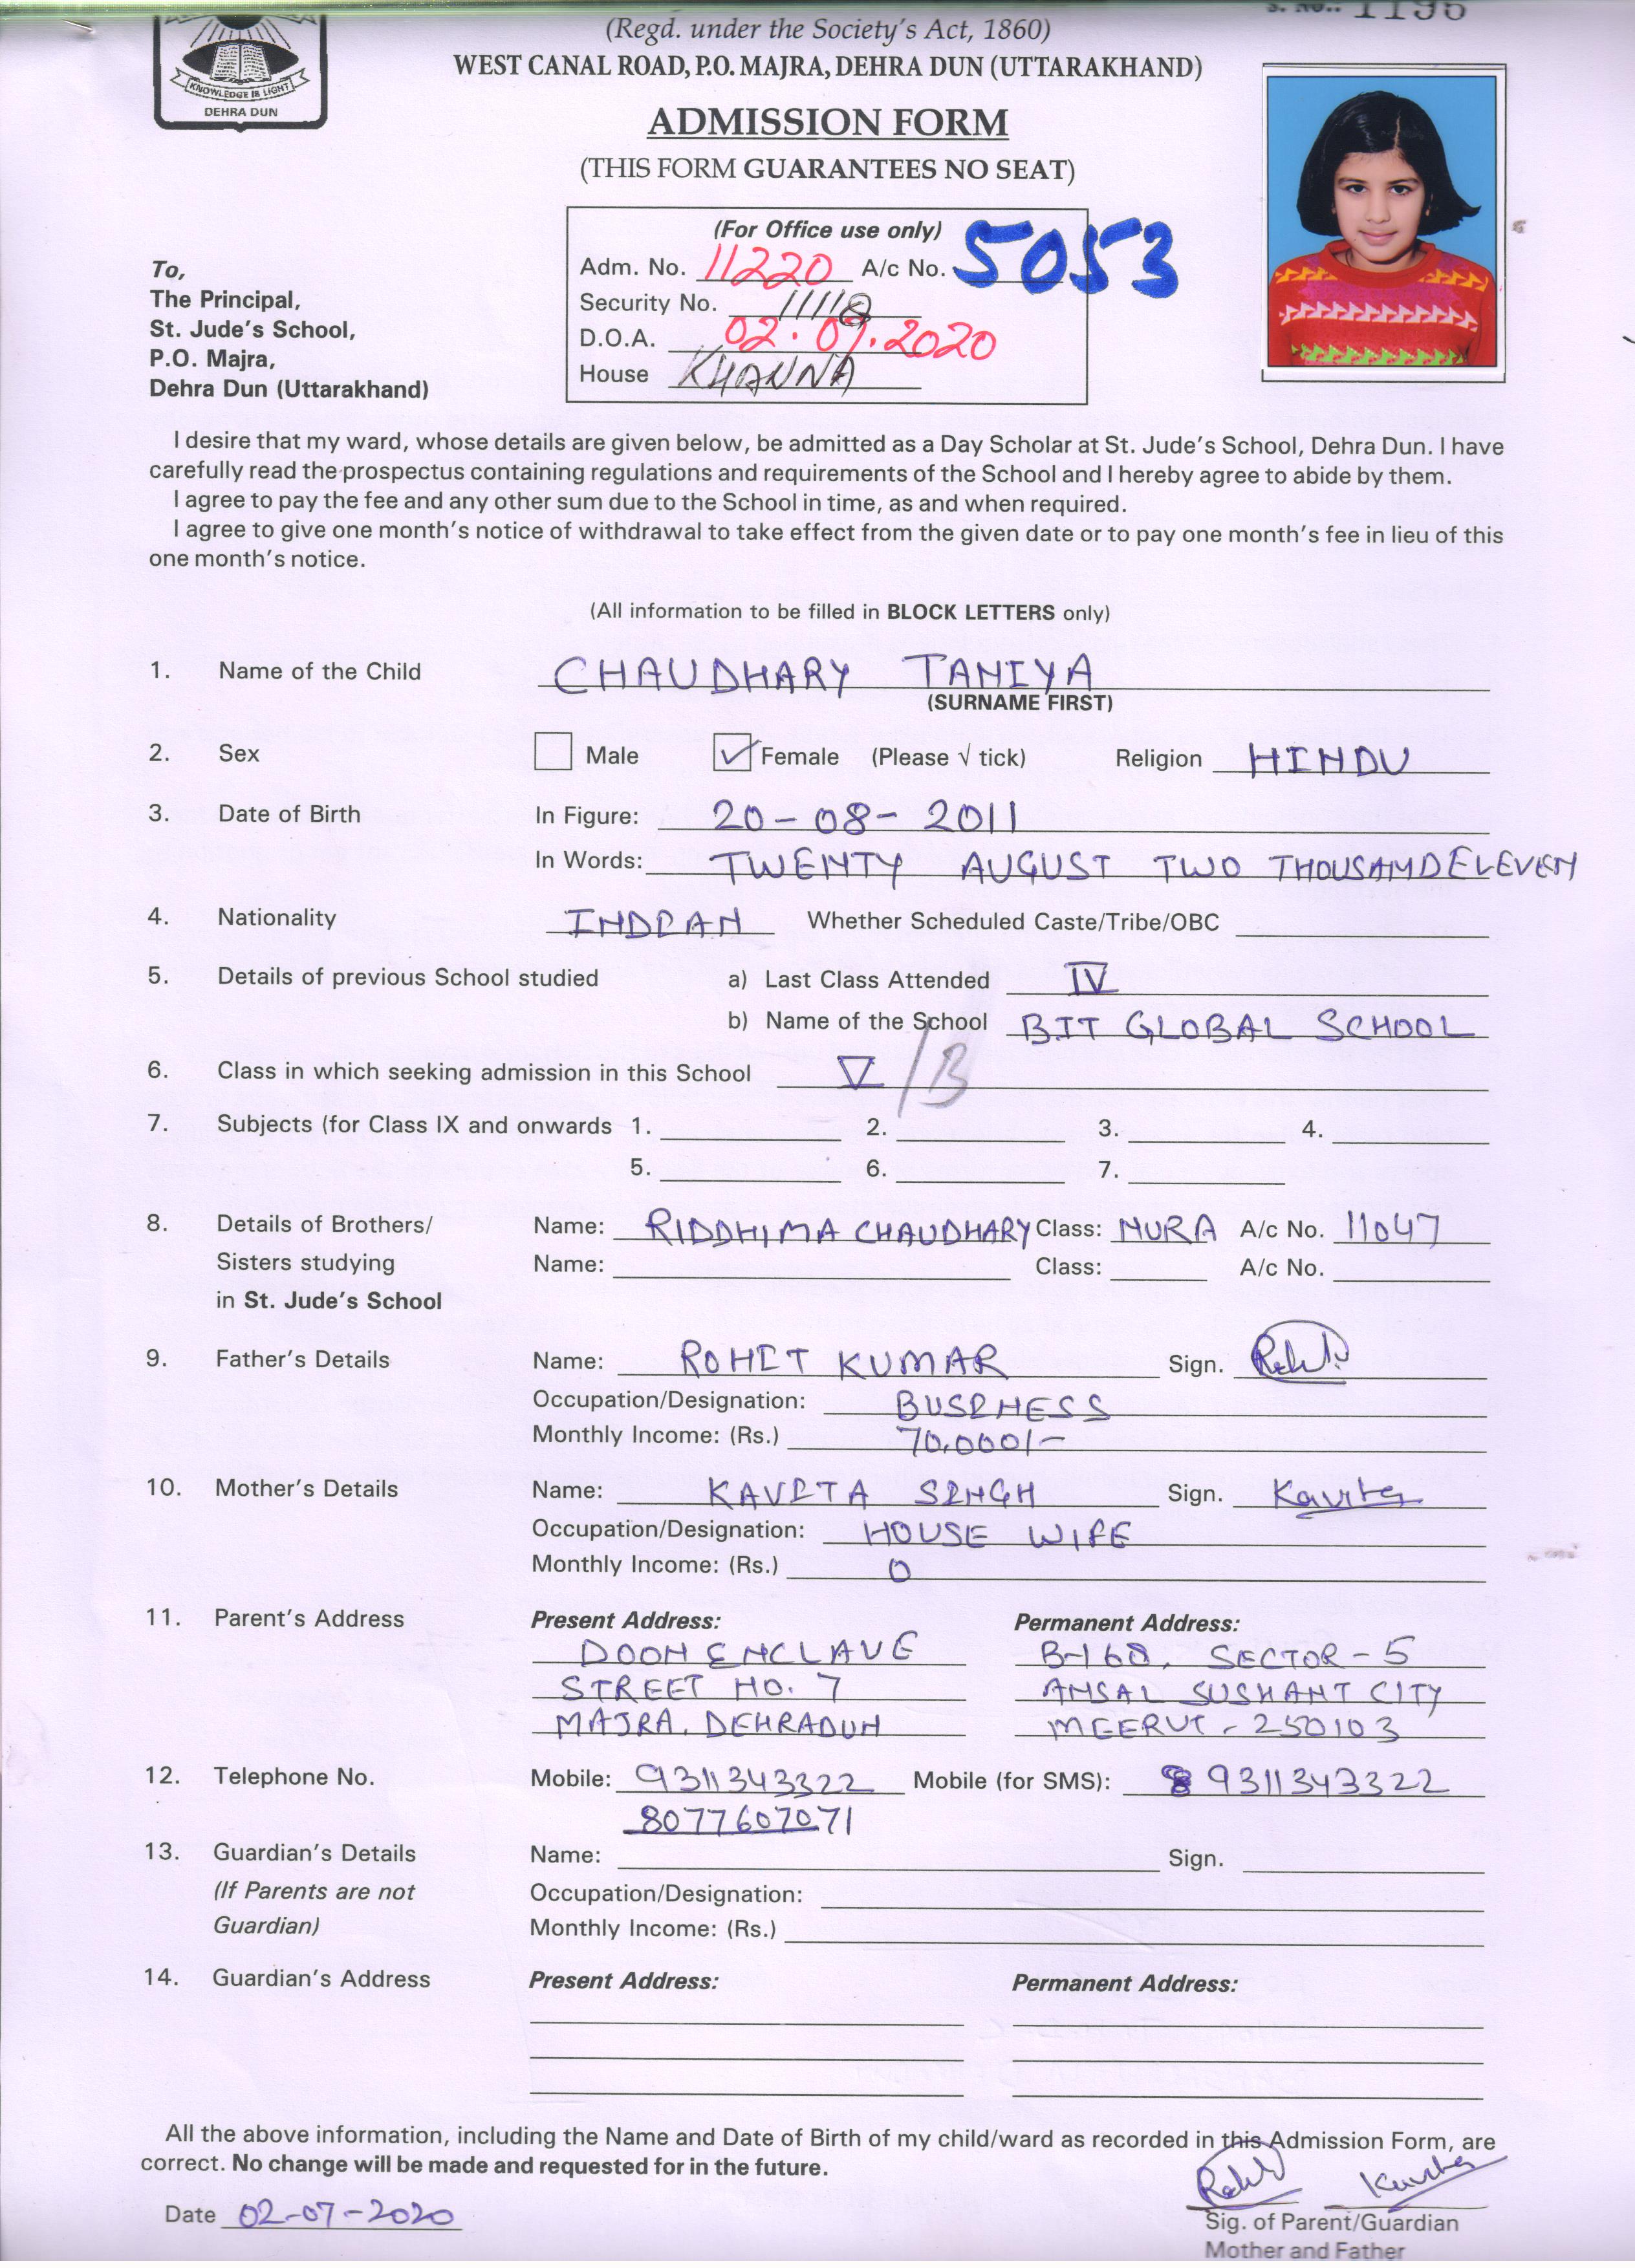 (Regd. under the Society's Act, 1860)
WEST CANAL ROAD, P.O. MAJRA, DEHRA DUN (UTTARAKHAND)
KNOWLEDGE IS LIGHT
DEHRA DUN
ADMISSION FORM
(THIS FORM GUARANTEES NO SEAT)
(For Office use only)
Adm. No. 11220 A/c No. 5053
Security No. 11118
D.O.A. 02.07.2020
House KHANNA
To,
The Principal,
St. Jude's School,
P.O. Majra,
Dehra Dun (Uttarakhand)
I desire that my ward, whose details are given below, be admitted as a Day Scholar at St. Jude's School, Dehra Dun. I have
carefully read the prospectus containing regulations and requirements of the School and I hereby agree to abide by them.
I agree to pay the fee and any other sum due to the School in time, as and when required.
I agree to give one month's notice of withdrawal to take effect from the given date or to pay one month's fee in lieu of this
one month's notice.
(All information to be filled in BLOCK LETTERS only)
1. Name of the Child CHAUDHARY TANIYA
(SURNAME FIRST)
2. Sex Male ✓ Female (Please √ tick) Religion HINDU
3. Date of Birth In Figure: 20-08-2011
In Words: TWENTY AUGUST TWO THOUSAND ELEVEN
4. Nationality INDIAN Whether Scheduled Caste/Tribe/OBC
5. Details of previous School studied a) Last Class Attended IV
b) Name of the School BIT GLOBAL SCHOOL
6. Class in which seeking admission in this School V /B
7. Subjects (for Class IX and onwards 1. 2. 3. 4.
5. 6. 7.
8. Details of Brothers/ Name: RIDDHIMA CHAUDHARY Class: NURA A/c No. 11047
Sisters studying Name: Class: A/c No.
in St. Jude's School
9. Father's Details Name: ROHIT KUMAR Sign.
Occupation/Designation: BUSINESS
Monthly Income: (Rs.) 70,000/-
10. Mother's Details Name: KAVITA SINGH Sign. Kavita
Occupation/Designation: HOUSE WIFE
Monthly Income: (Rs.) 0
11. Parent's Address Present Address: Permanent Address:
DOON ENCLAVE B-160, SECTOR-5
STREET NO. 7 ANSAL SUSHANT CITY
MAJRA, DEHRADUN MEERUT-250103
12. Telephone No. Mobile: 9311343322 Mobile (for SMS): 9311343322
8077607071
13. Guardian's Details Name: Sign.
(If Parents are not Occupation/Designation:
Guardian) Monthly Income: (Rs.)
14. Guardian's Address Present Address: Permanent Address:
All the above information, including the Name and Date of Birth of my child/ward as recorded in this Admission Form, are
correct. No change will be made and requested for in the future.
Date 02-07-2020
Sig. of Parent/Guardian
Mother and Father